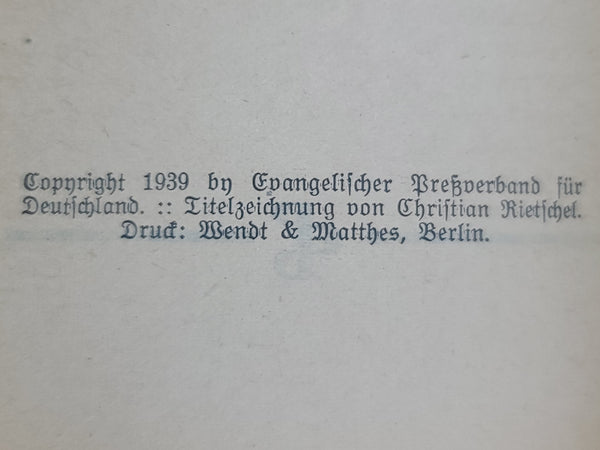 Copyright 1939 by Evangeliſcher Preßverband für
Deutſchland. :: Titelzeichnung von Chriſtian Rietſchel.
Druck: Wendt & Matthes, Berlin.